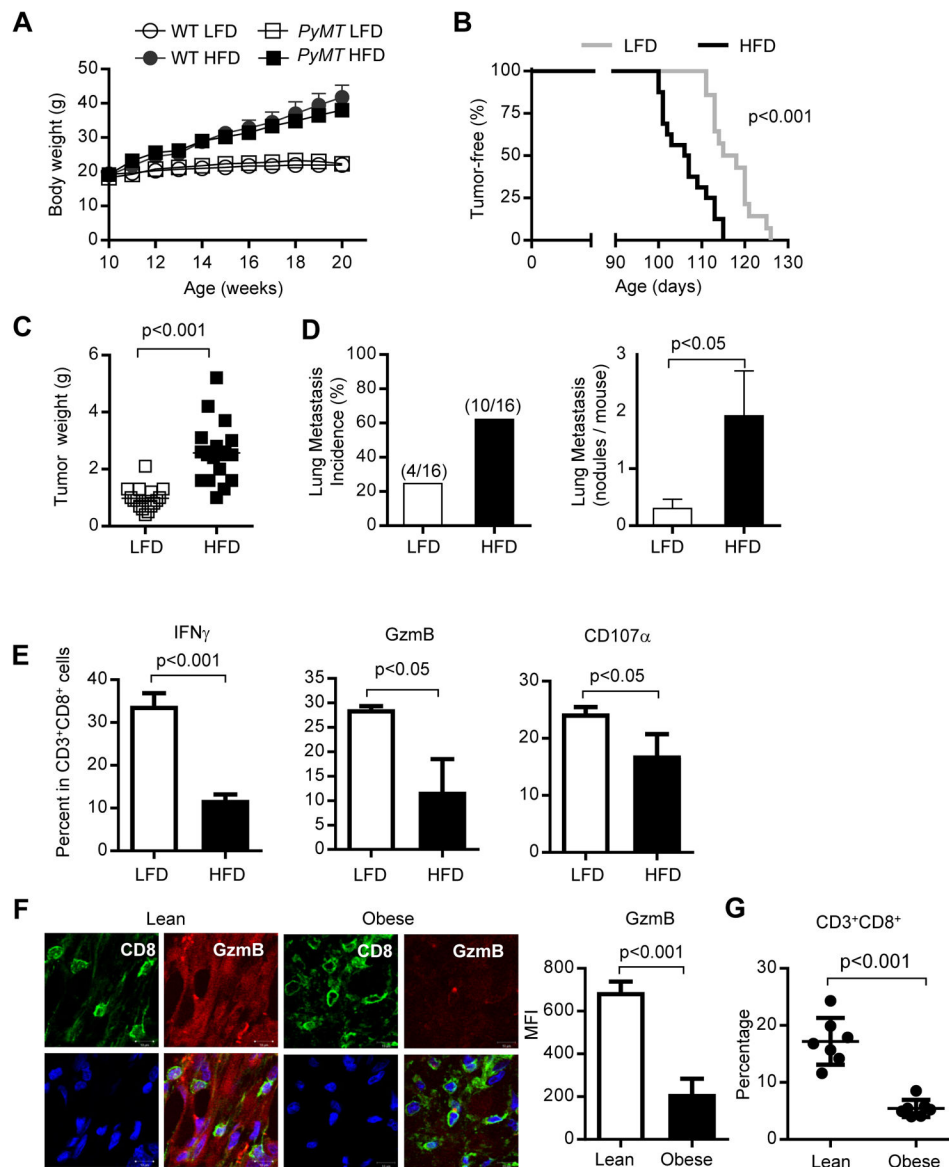 A
WT LFD
PyMT LFD
WT HFD
PyMT HFD
Body weight (g)
50
40
30
20
10
0
10 12 14 16 18 20
Age (weeks)
B
LFD HFD
Tumor-free (%)
100
75
50
25
0
p<0.001
0 90 100 110 120 130
Age (days)
C
p<0.001
Tumor weight (g)
6
4
2
0
LFD HFD
D
Lung Metastasis
Incidence (%)
100
80
60
40
20
0
(4/16)
(10/16)
LFD HFD
Lung Metastasis
(nodules / mouse)
3
2
1
0
p<0.05
LFD HFD
E
Percent in CD3+CD8+ cells
IFNγ
p<0.001
40
30
20
10
0
LFD HFD
GzmB
p<0.05
35
30
25
20
15
10
5
0
LFD HFD
CD107α
p<0.05
30
20
10
0
LFD HFD
F
Lean Obese
CD8 GzmB CD8 GzmB
GzmB
p<0.001
MFI
800
600
400
200
0
Lean Obese
G
CD3+CD8+
p<0.001
Percentage
30
20
10
0
Lean Obese